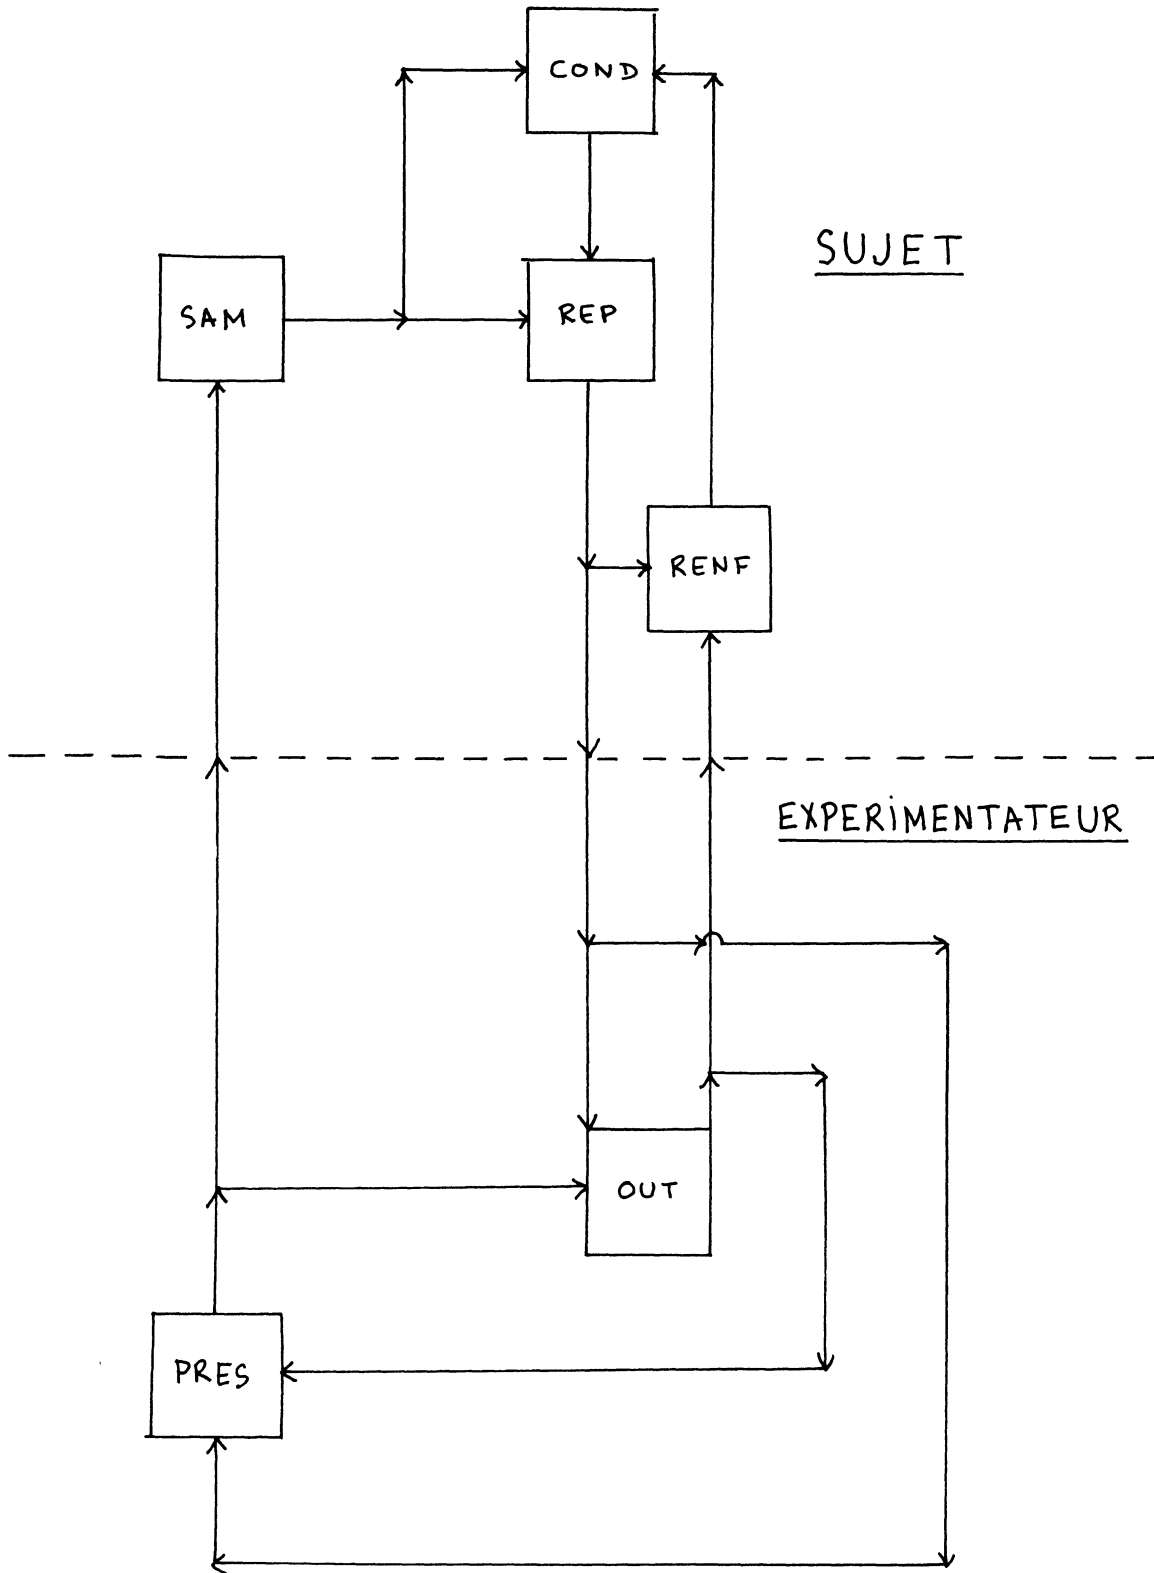 COND
SUJET
SAM
REP
RENF
EXPERiMENTATEUR
OUT
PRES